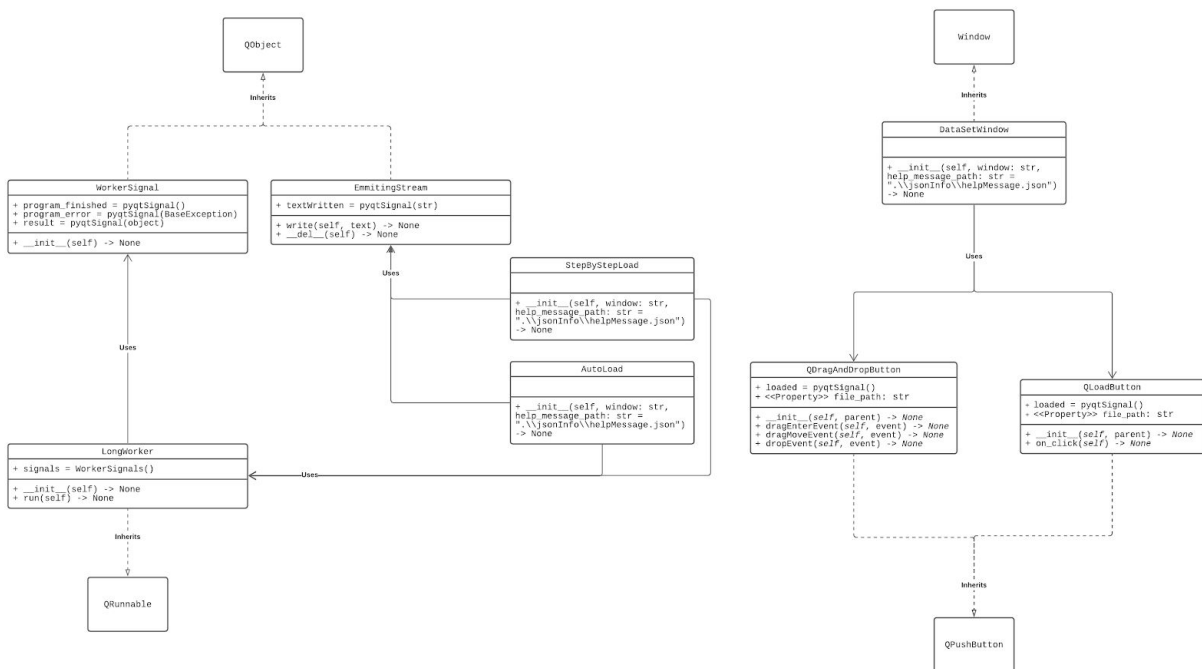 QObject
Inherits
WorkerSignal
+ program_finished = pyqtSignal()
+ program_error = pyqtSignal(BaseException)
+ result = pyqtSignal(object)
+ __init__(self) -> None
EmmitingStream
+ textWritten = pyqtSignal(str)
+ write(self, text) -> None
+ __del__(self) -> None
Uses
StepByStepLoad
+ __init__(self, window: str,
help_message_path: str =
".\\jsonInfo\\helpMessage.json")
-> None
Uses
AutoLoad
+ __init__(self, window: str,
help_message_path: str =
".\\jsonInfo\\helpMessage.json")
-> None
LongWorker
+ signals = WorkerSignals()
+ __init__(self) -> None
+ run(self) -> None
Uses
Inherits
QRunnable
Window
Inherits
DataSetWindow
+ __init__(self, window: str,
help_message_path: str =
".\\jsonInfo\\helpMessage.json")
-> None
Uses
QDragAndDropButton
+ loaded = pyqtSignal()
+ <<Property>> file_path: str
+ __init__(self, parent) -> None
+ dragEnterEvent(self, event) -> None
+ dragMoveEvent(self, event) -> None
+ dropEvent(self, event) -> None
QLoadButton
+ loaded = pyqtSignal()
+ <<Property>> file_path: str
+ __init__(self, parent) -> None
+ on_click(self) -> None
Inherits
QPushButton